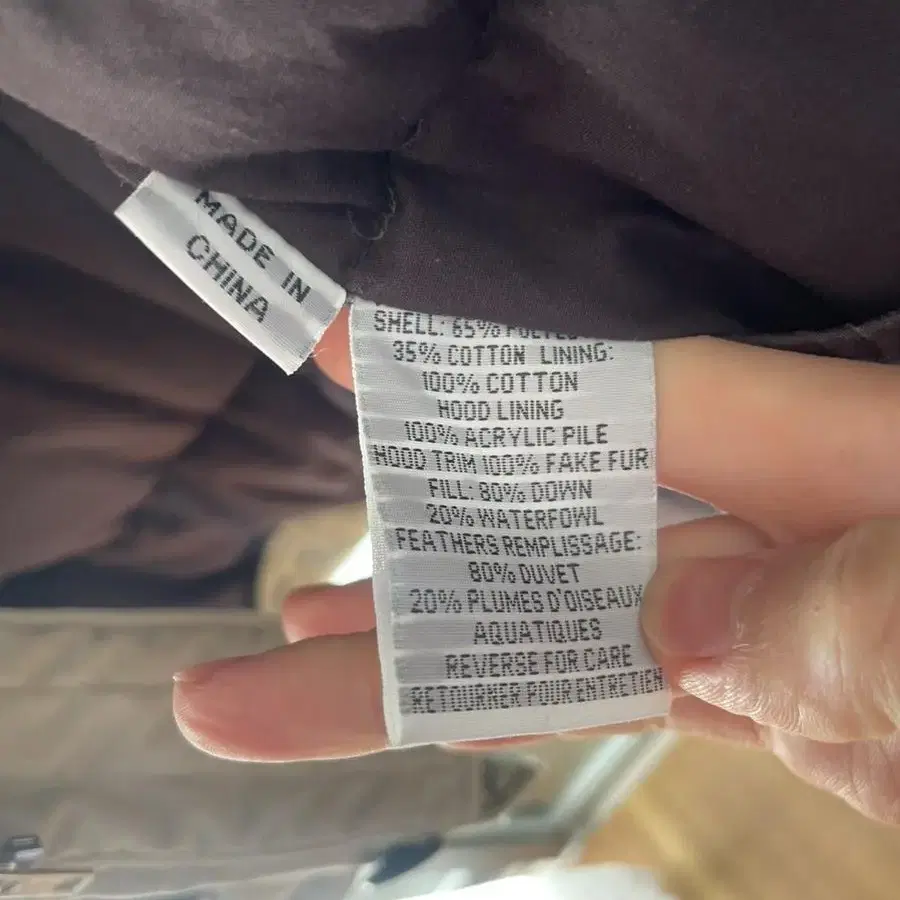 MADE IN
CHINA
SHELL: 65%
35% COTTON LINING:
100% COTTON
HOOD LINING
100% ACRYLIC PILE
HOOD TRIM 100% FAKE FUR
FILL: 80% DOWN
20% WATERFOWL
FEATHERS REMPLISSAGE:
80% DUVET
20% PLUMES D'OISEAUX
AQUATIQUES
REVERSE FOR CARE
RETOURNER POUR ENTRETIEN